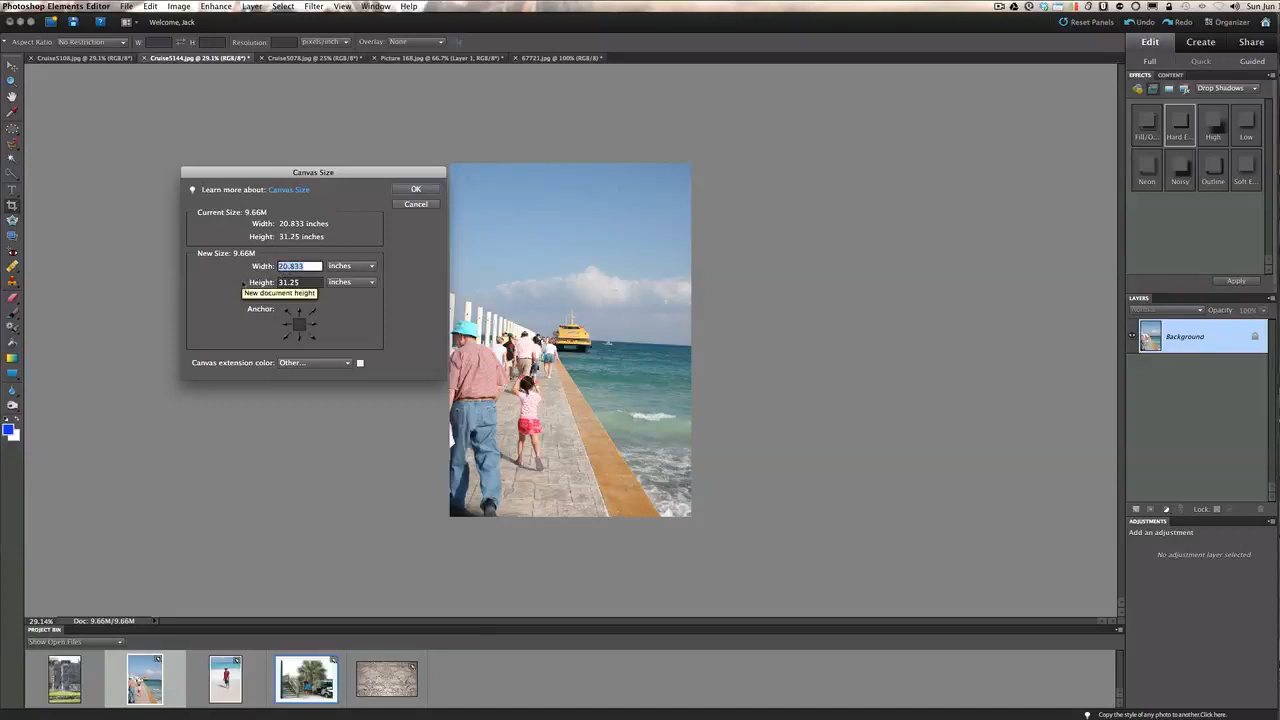 Photoshop Elements Editor File Edit Image Enhance Layer Select Filter View Window Help Sun Jun
Welcome, Jack Reset Panels Undo Redo Organizer
Aspect Ratio: No Restriction W: H: Resolution: pixels/inch Overlay: None
Cruise5108.jpg @ 29.1% (RGB/8*) Cruise5144.jpg @ 29.1% (RGB/8*) * Cruise5078.jpg @ 25% (RGB/8*) * Picture 168.jpg @ 66.7% (Layer 1, RGB/8*) * 67721.jpg @ 100% (RGB/8) *
Edit Create Share
Full Quick Guided
EFFECTS CONTENT
Drop Shadows
Fill/O... Hard E... High Low
Neon Noisy Outline Soft E...
Apply
Canvas Size
Learn more about: Canvas Size OK
Cancel
Current Size: 9.66M
Width: 20.833 inches
Height: 31.25 inches
New Size: 9.66M
Width: 20.833 inches
Height: 31.25 inches
New document height
Anchor:
Canvas extension color: Other...
LAYERS
Normal Opacity: 100%
Background
Lock:
ADJUSTMENTS
Add an adjustment
No adjustment layer selected
29.14% Doc: 9.66M/9.66M
PROJECT BIN
Show Open Files
Copy the style of any photo to another.Click here.